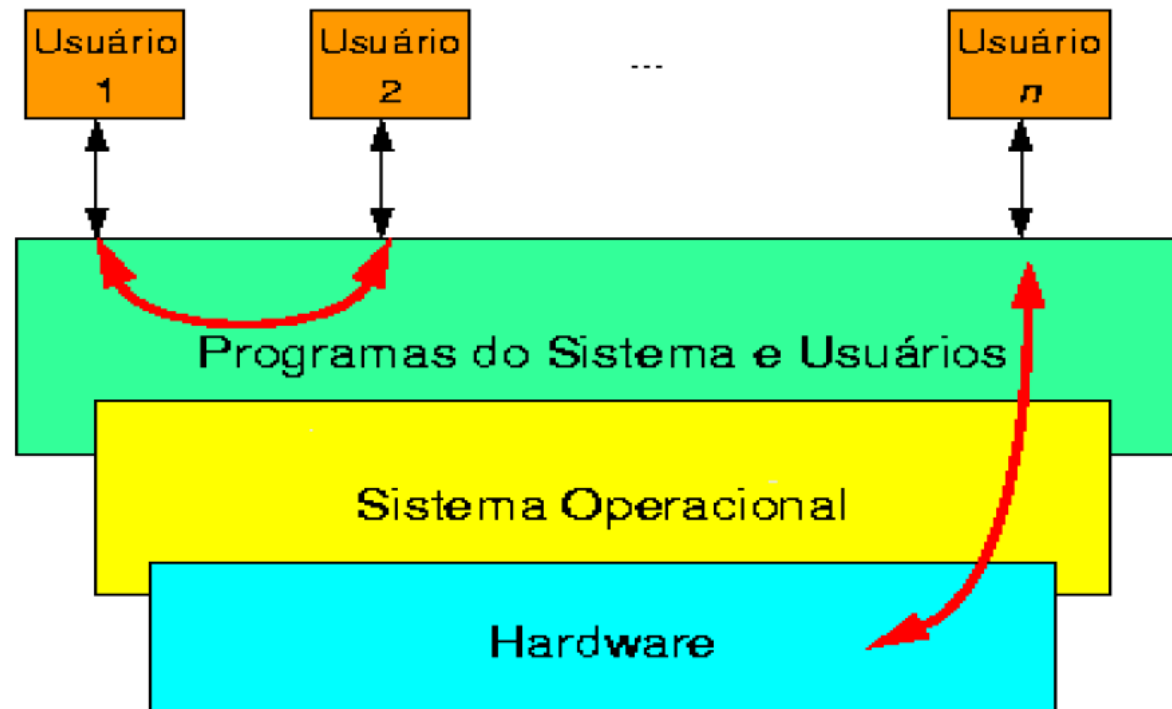 Usuário
1
Usuário
2
...
Usuário
n
Programas do Sistema e Usuários
Sistema Operacional
Hardware